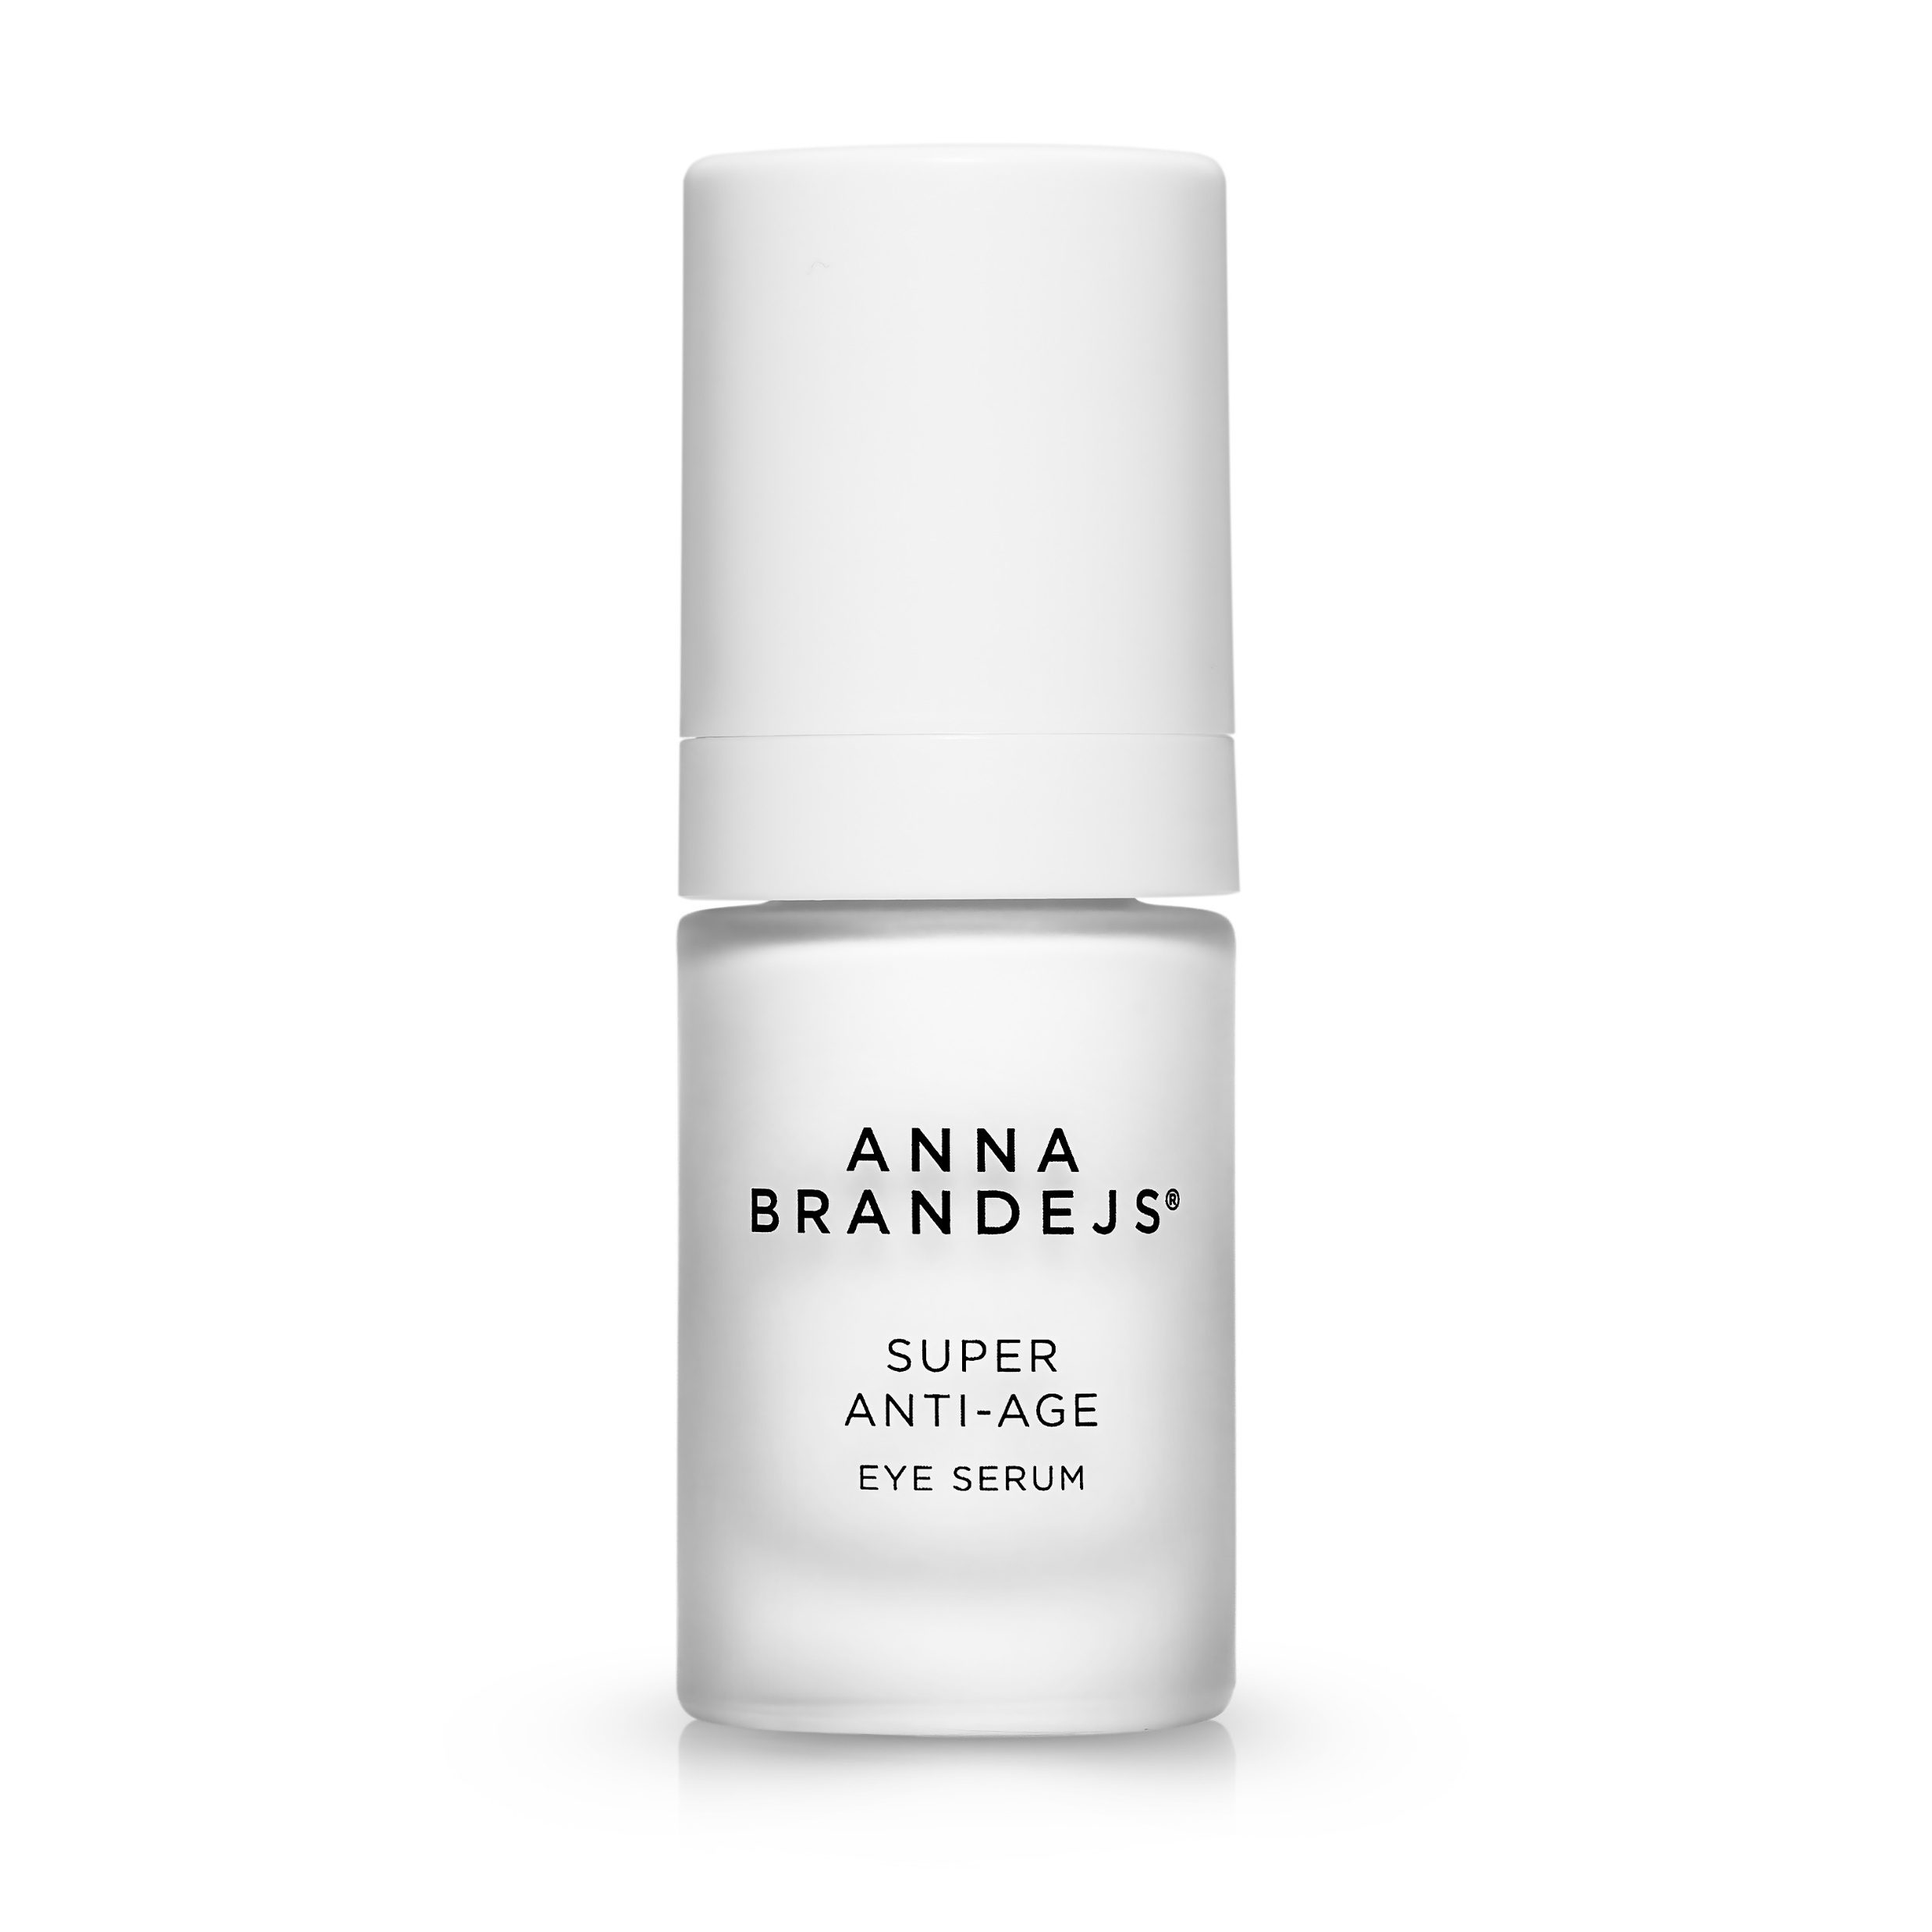 ANNA
BRANDEJS®
SUPER
ANTI-AGE
EYE SERUM